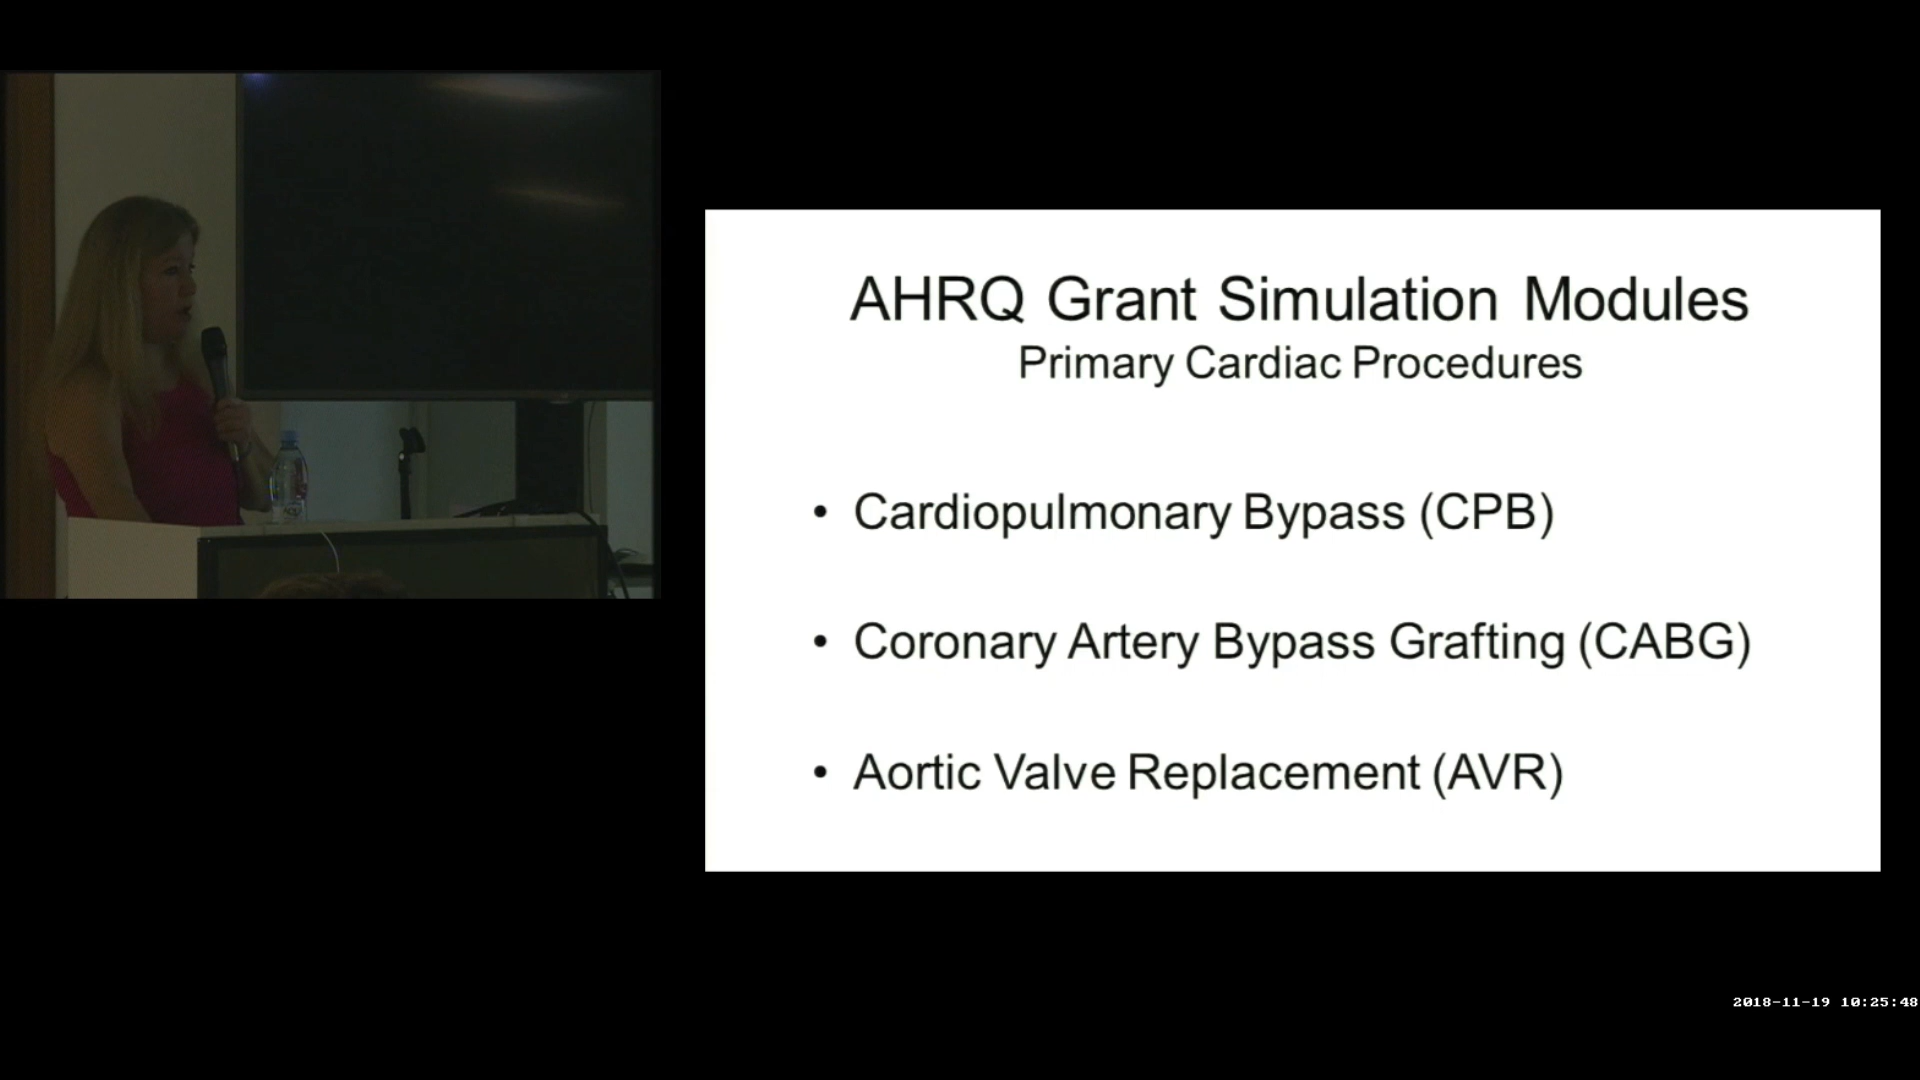 AHRQ Grant Simulation Modules
Primary Cardiac Procedures
• Cardiopulmonary Bypass (CPB)
• Coronary Artery Bypass Grafting (CABG)
• Aortic Valve Replacement (AVR)
2018-11-19 10:25:48